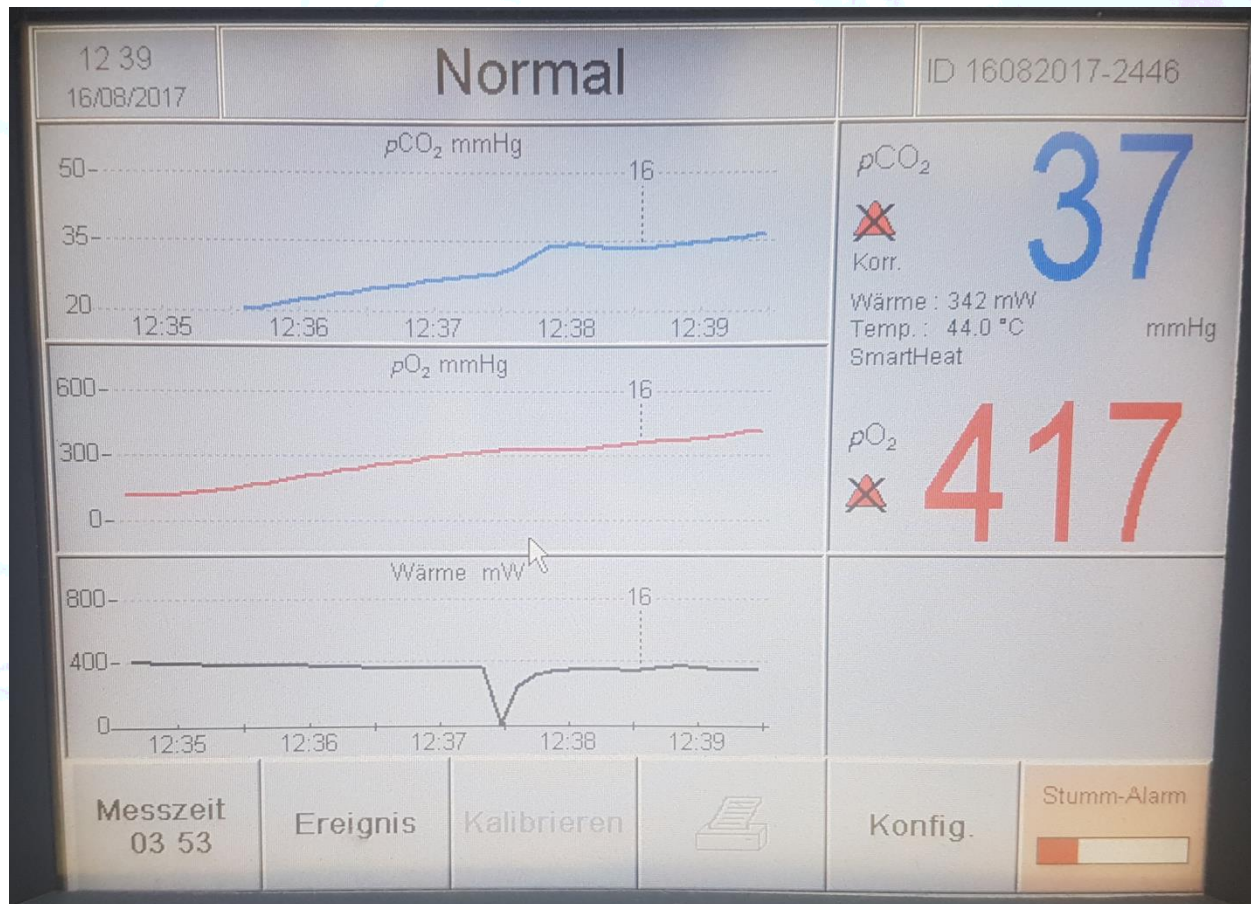 12 39
16/08/2017
Normal
ID 16082017-2446
pCO₂ mmHg
50-
16
35-
20
12:35 12:36 12:37 12:38 12:39
pO₂ mmHg
600-
16
300-
0-
Wärme mW
800-
16
400-
0
12:35 12:36 12:37 12:38 12:39
pCO₂
37
Korr.
Wärme : 342 mW
Temp. : 44.0 °C mmHg
SmartHeat
pO₂
417
Messzeit
03 53
Ereignis
Kalibrieren
Konfig.
Stumm-Alarm